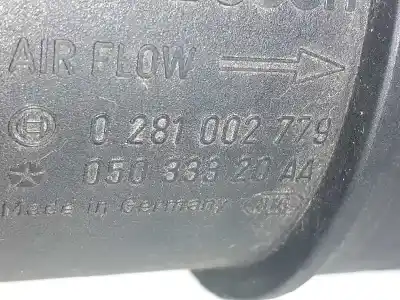 AIR FLOW
0 281 002 779
050 333 20 AA
Made in Germany